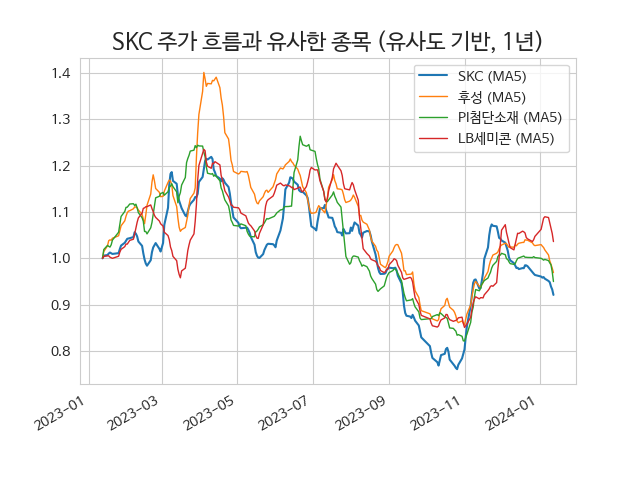 SKC 주가 흐름과 유사한 종목 (유사도 기반, 1년)
SKC (MA5)
후성 (MA5)
PI첨단소재 (MA5)
LB세미콘 (MA5)
1.4
1.3
1.2
1.1
1.0
0.9
0.8
2023-01
2023-03
2023-05
2023-07
2023-09
2023-11
2024-01